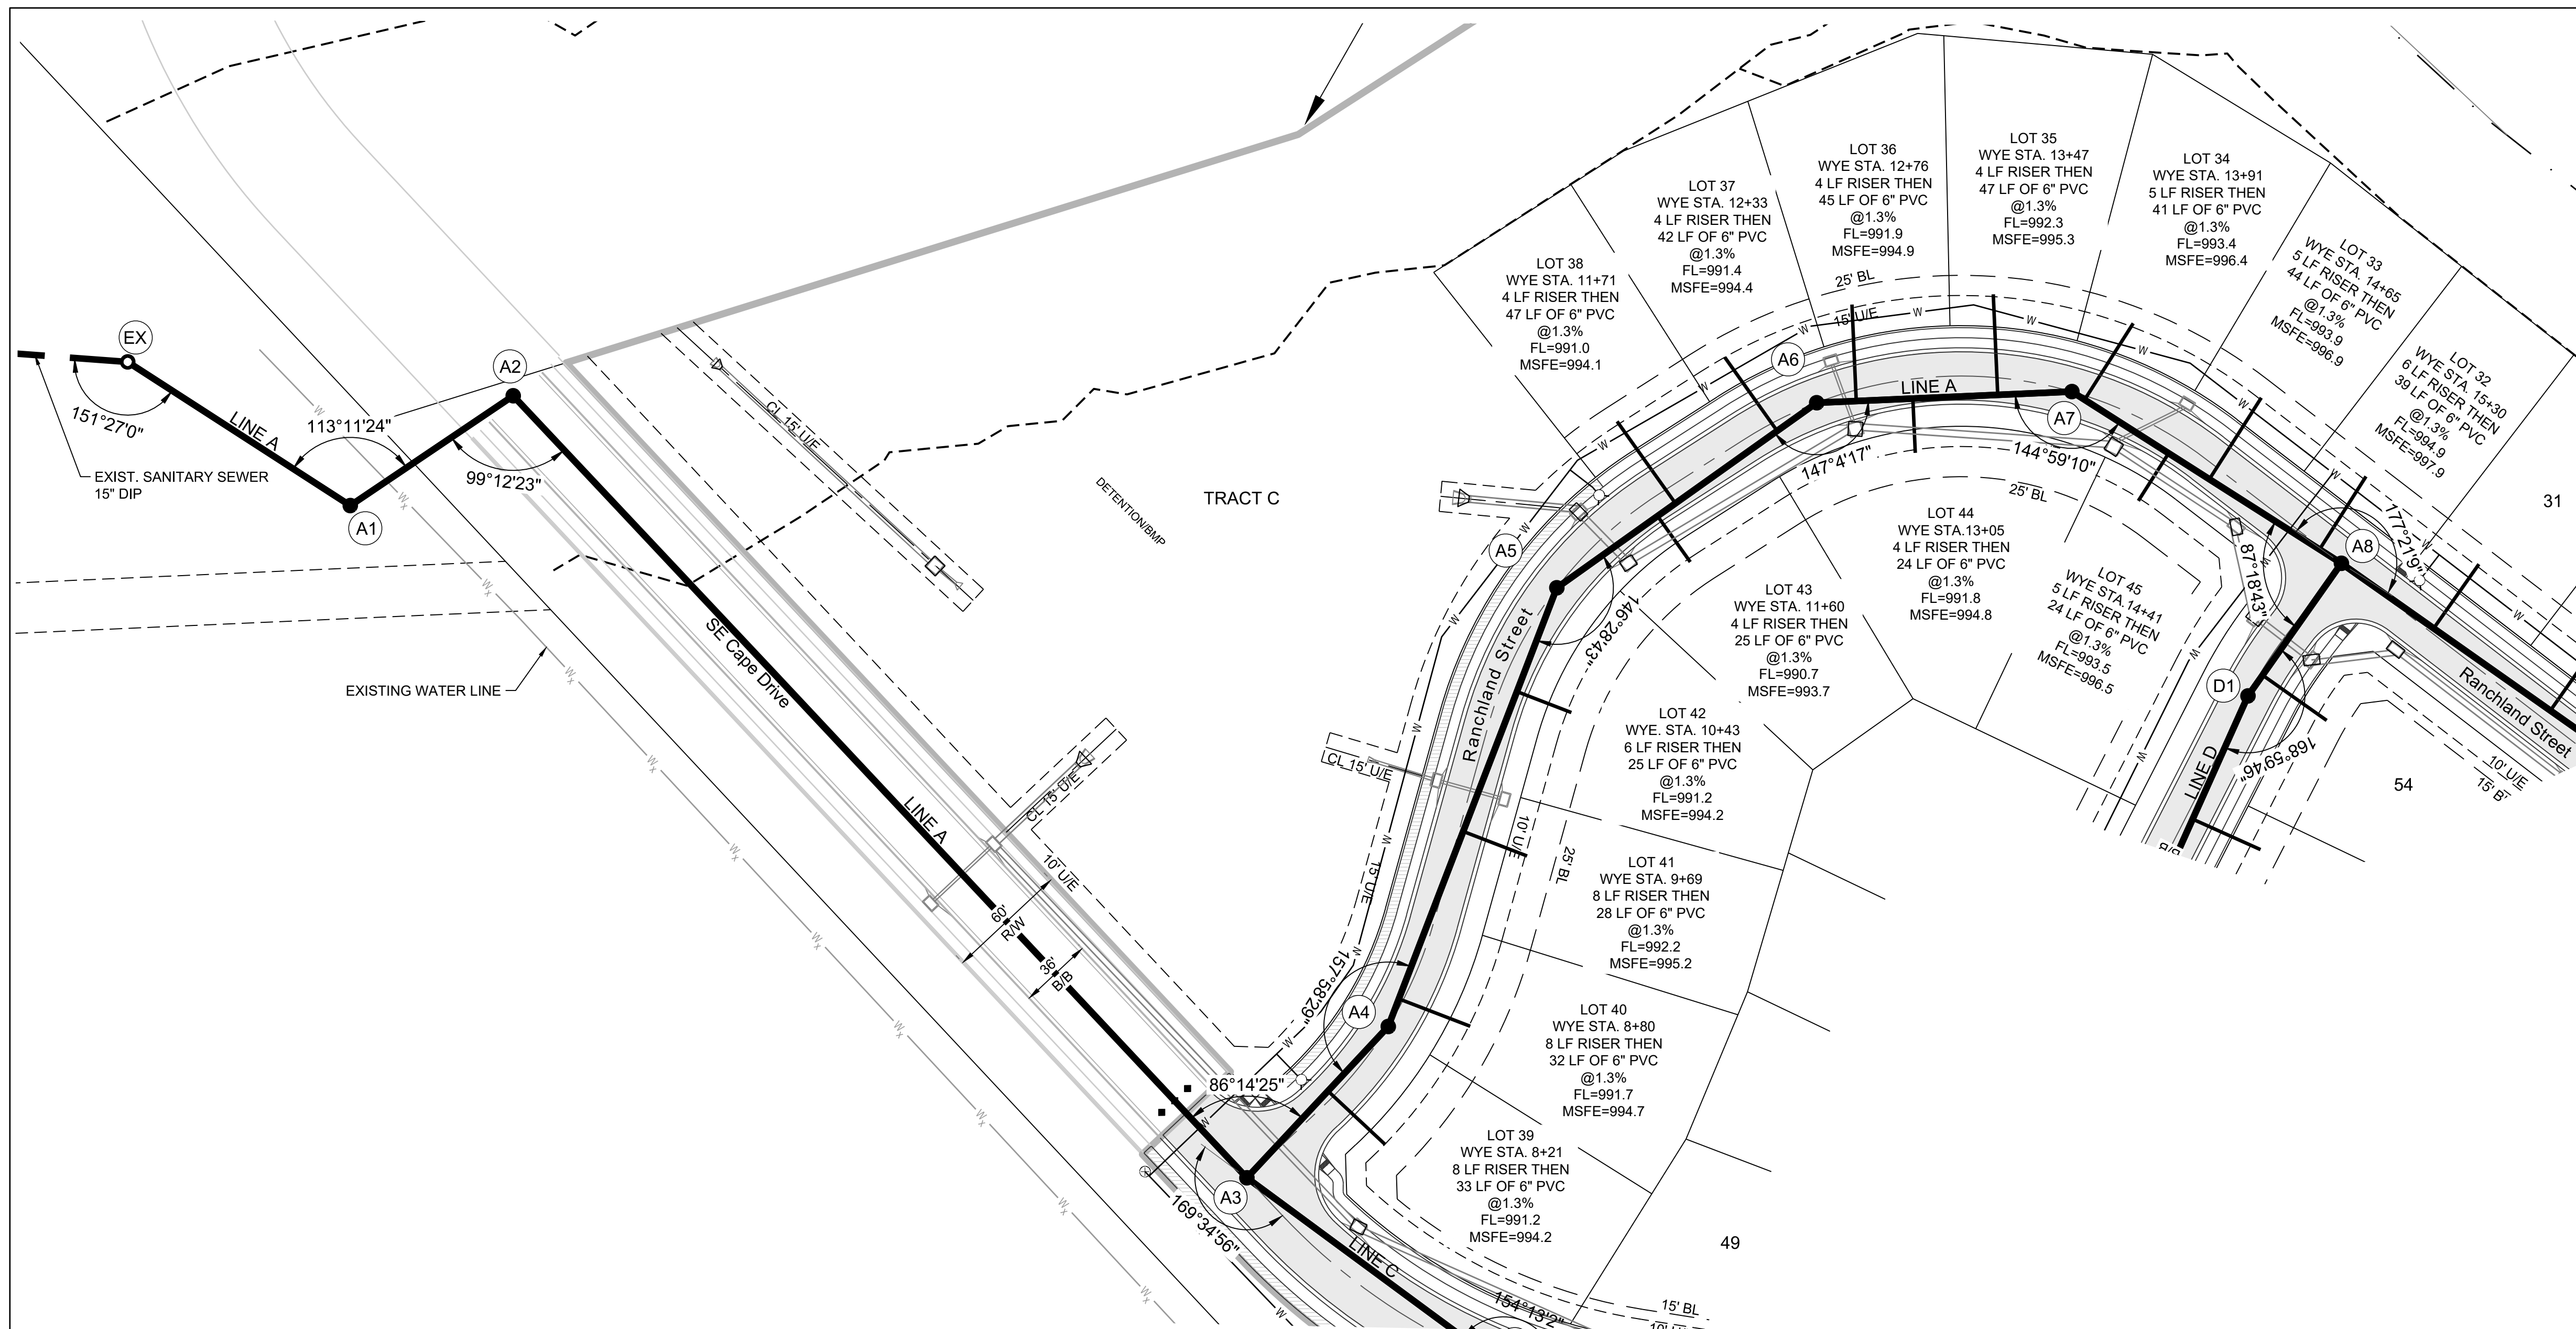 EX
151°27'0"
LINE A
EXIST. SANITARY SEWER
15" DIP
113°11'24"
A1
A2
99°12'23"
EXISTING WATER LINE
SE Cape Drive
LINE A
60'
R/W
36'
B/B
CL 15' U/E
CL 15' U/E
10' U/E
DETENTION/BMP
TRACT C
CL 15' U/E
15' U/E
86°14'25"
A3
169°34'56"
LINE C
154°13'2"
157°58'29"
A4
Ranchland Street
A5
146°28'43"
A6
147°4'17"
LINE A
A7
144°59'10"
15' U/E
25' BL
25' BL
25' BL
10' U/E
LOT 38
WYE STA. 11+71
4 LF RISER THEN
47 LF OF 6" PVC
@1.3%
FL=991.0
MSFE=994.1
LOT 37
WYE STA. 12+33
4 LF RISER THEN
42 LF OF 6" PVC
@1.3%
FL=991.4
MSFE=994.4
LOT 36
WYE STA. 12+76
4 LF RISER THEN
45 LF OF 6" PVC
@1.3%
FL=991.9
MSFE=994.9
LOT 35
WYE STA. 13+47
4 LF RISER THEN
47 LF OF 6" PVC
@1.3%
FL=992.3
MSFE=995.3
LOT 34
WYE STA. 13+91
5 LF RISER THEN
41 LF OF 6" PVC
@1.3%
FL=993.4
MSFE=996.4
LOT 33
WYE STA. 14+65
5 LF RISER THEN
44 LF OF 6" PVC
@1.3%
FL=993.9
MSFE=996.9
LOT 32
WYE STA. 15+30
6 LF RISER THEN
39 LF OF 6" PVC
@1.3%
FL=994.9
MSFE=997.9
31
LOT 44
WYE STA.13+05
4 LF RISER THEN
24 LF OF 6" PVC
@1.3%
FL=991.8
MSFE=994.8
LOT 45
WYE STA.14+41
5 LF RISER THEN
24 LF OF 6" PVC
@1.3%
FL=993.5
MSFE=996.5
LOT 43
WYE STA. 11+60
4 LF RISER THEN
25 LF OF 6" PVC
@1.3%
FL=990.7
MSFE=993.7
LOT 42
WYE. STA. 10+43
6 LF RISER THEN
25 LF OF 6" PVC
@1.3%
FL=991.2
MSFE=994.2
LOT 41
WYE STA. 9+69
8 LF RISER THEN
28 LF OF 6" PVC
@1.3%
FL=992.2
MSFE=995.2
LOT 40
WYE STA. 8+80
8 LF RISER THEN
32 LF OF 6" PVC
@1.3%
FL=991.7
MSFE=994.7
LOT 39
WYE STA. 8+21
8 LF RISER THEN
33 LF OF 6" PVC
@1.3%
FL=991.2
MSFE=994.2
49
15' BL
177°21'9"
A8
87°18'43"
D1
168°59'46"
LINE D
B/B
Ranchland Street
10' U/E
54